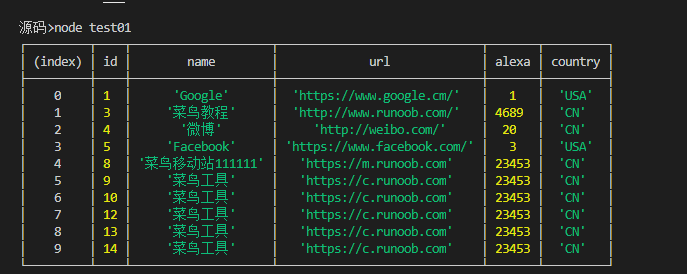 源码>node test01
(index) id name url alexa country
0 1 'Google' 'https://www.google.cm/' 1 'USA'
1 3 '菜鸟教程' 'http://www.runoob.com' 4689 'CN'
2 4 '微博' 'http://weibo.com/' 20 'CN'
3 5 'Facebook' 'https://www.facebook.com/' 3 'USA'
4 8 '菜鸟移动站111111' 'https://m.runoob.com' 23453 'CN'
5 9 '菜鸟工具' 'https://c.runoob.com' 23453 'CN'
6 10 '菜鸟工具' 'https://c.runoob.com' 23453 'CN'
7 12 '菜鸟工具' 'https://c.runoob.com' 23453 'CN'
8 13 '菜鸟工具' 'https://c.runoob.com' 23453 'CN'
9 14 '菜鸟工具' 'https://c.runoob.com' 23453 'CN'